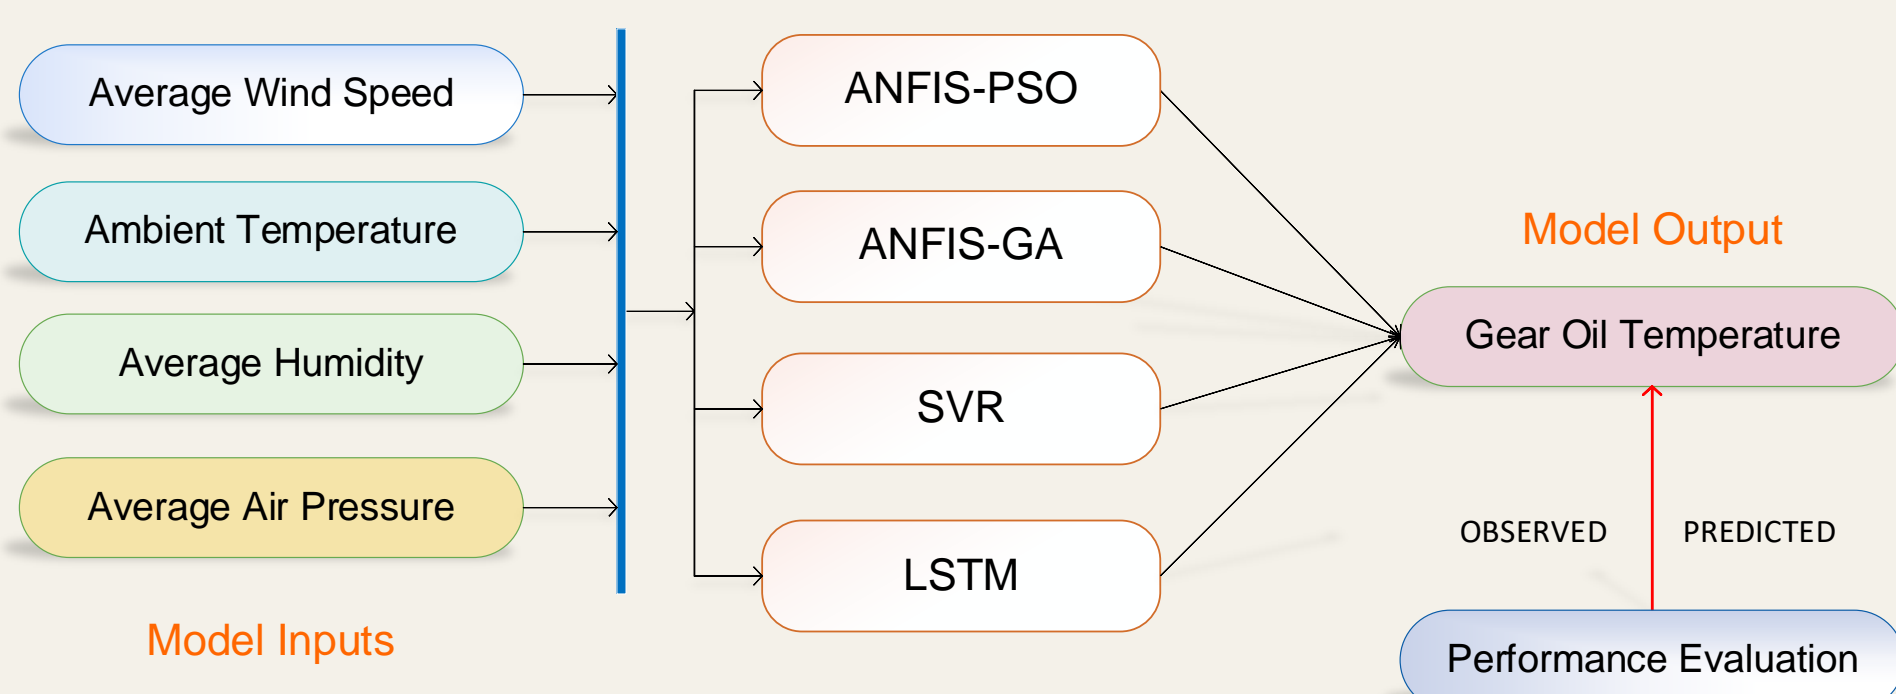 Average Wind Speed
Ambient Temperature
Average Humidity
Average Air Pressure
Model Inputs
ANFIS-PSO
ANFIS-GA
SVR
LSTM
Model Output
Gear Oil Temperature
OBSERVED
PREDICTED
Performance Evaluation